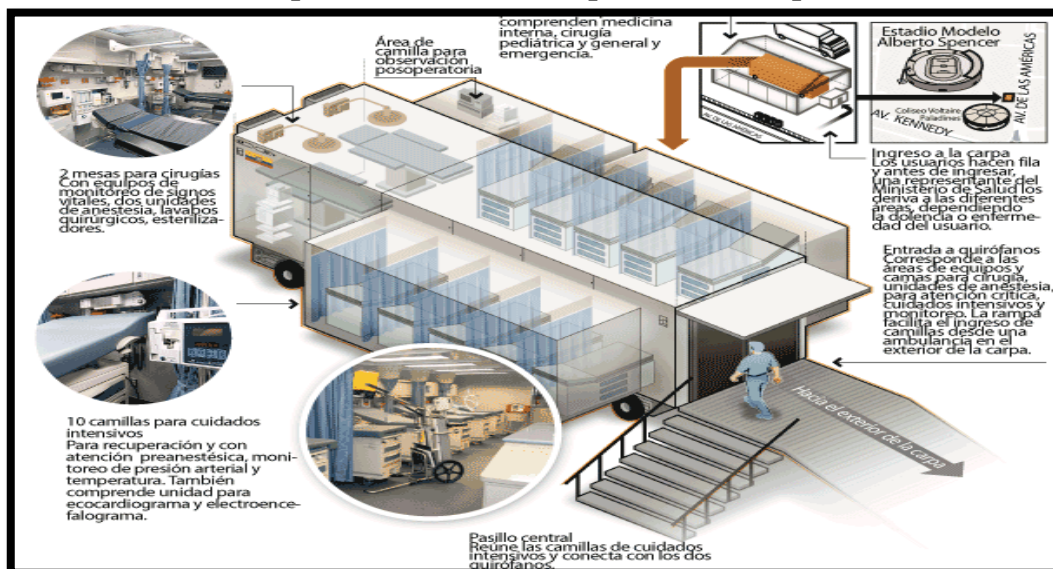 comprenden medicina
interna, cirugía
pediátrica y general y
emergencia.
Área de
camilla para
observación
posoperatoria
Estadio Modelo
Alberto Spencer
AV. DE LAS AMÉRICAS
Coliseo Voltaire
Paladines
AV. KENNEDY
AV. DE LAS AMÉRICAS
2 mesas para cirugías
Con equipos de
monitoreo de signos
vitales, dos unidades
de anestesia, lavabos
quirúrgicos, esteriliza-
dores.
Ingreso a la carpa
Los usuarios hacen fila
y antes de ingresar,
una representante del
Ministerio de Salud los
deriva a las diferentes
áreas, dependiendo
la dolencia o enferme-
dad del usuario.
Entrada a quirófanos
Corresponde a las
áreas de equipos y
camas para cirugía,
unidades de anestesia,
para atención crítica,
cuidados intensivos y
monitoreo. La rampa
facilita el ingreso de
camillas desde una
ambulancia en el
exterior de la carpa.
Hacia el exterior de la carpa
10 camillas para cuidados
intensivos
Para recuperación y con
atención preanestésica, moni-
toreo de presión arterial y
temperatura. También
comprende unidad para
ecocardiograma y electroence-
falograma.
Pasillo central
Reúne las camillas de cuidados
intensivos y conecta con los dos
quirófanos.